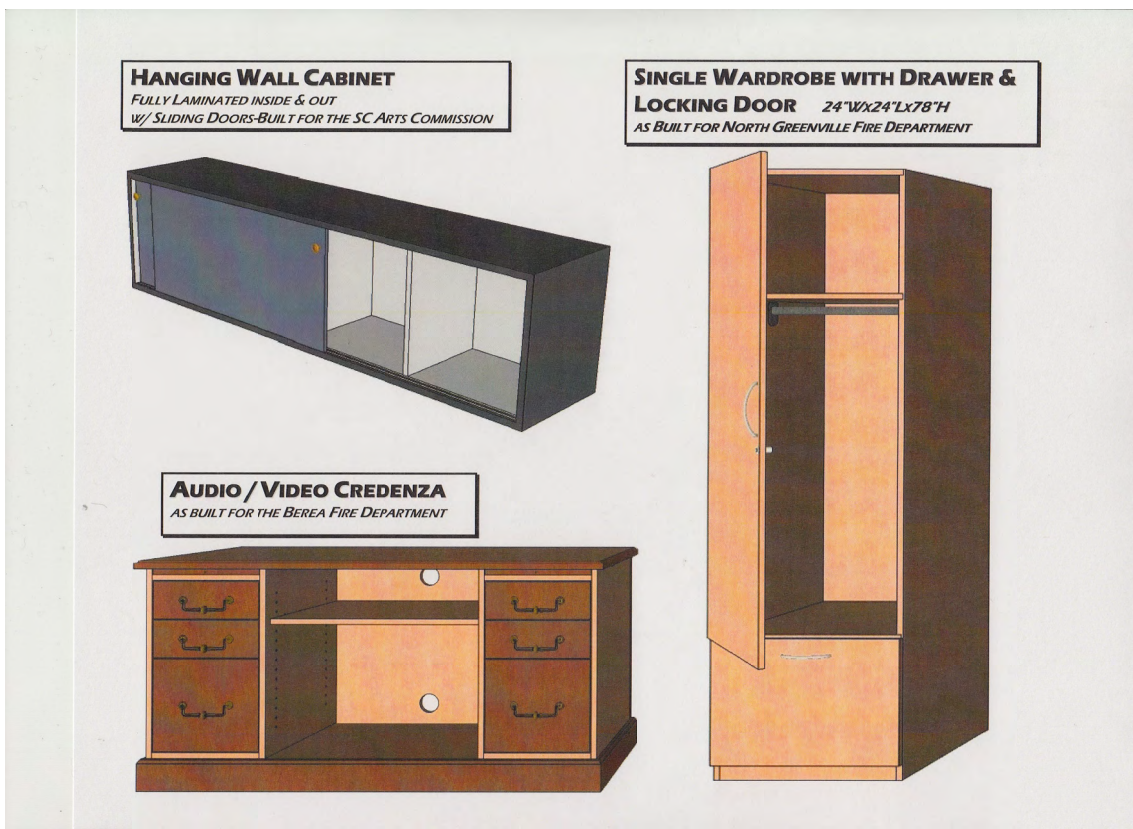 HANGING WALL CABINET
FULLY LAMINATED INSIDE & OUT
W/ SLIDING DOORS-BUILT FOR THE SC ARTS COMMISSION
SINGLE WARDROBE WITH DRAWER &
LOCKING DOOR 24"WX24"LX78"H
AS BUILT FOR NORTH GREENVILLE FIRE DEPARTMENT
AUDIO / VIDEO CREDENZA
AS BUILT FOR THE BEREA FIRE DEPARTMENT